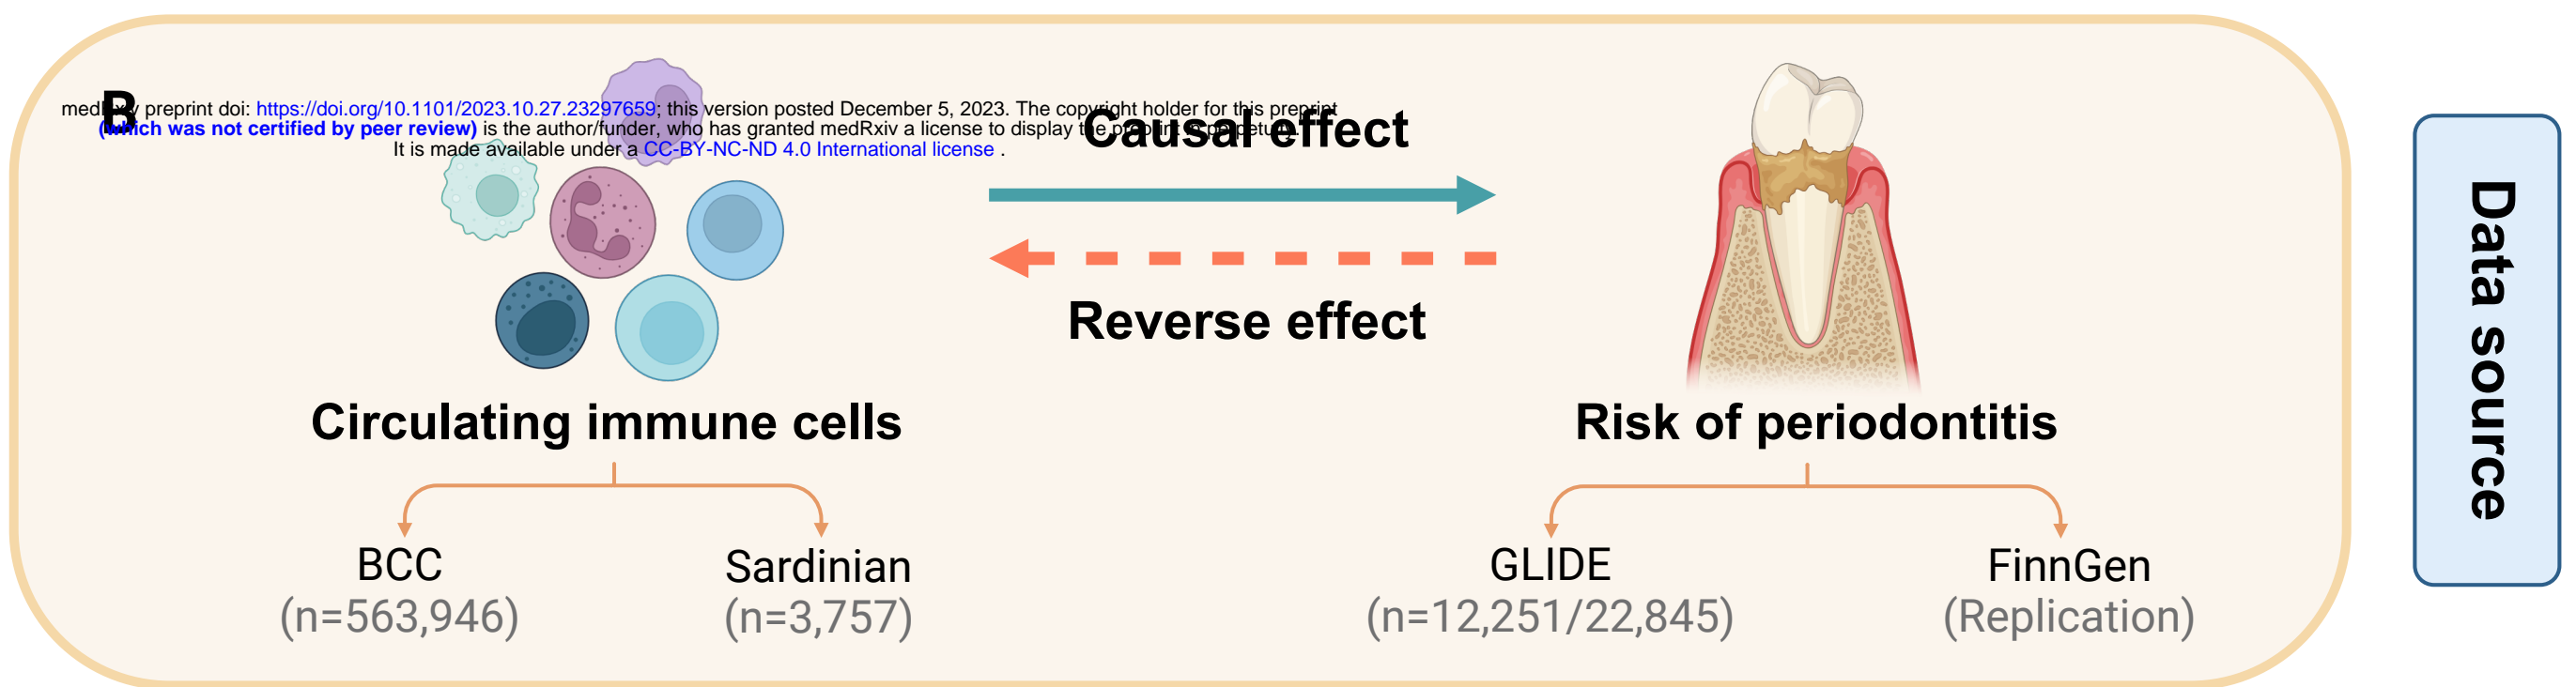 B
medRxiv preprint doi: https://doi.org/10.1101/2023.10.27.23297659; this version posted December 5, 2023. The copyright holder for this preprint
(which was not certified by peer review) is the author/funder, who has granted medRxiv a license to display the preprint in perpetuity.
It is made available under a CC-BY-NC-ND 4.0 International license .
Causal effect
Reverse effect
Circulating immune cells
Risk of periodontitis
BCC
(n=563,946)
Sardinian
(n=3,757)
GLIDE
(n=12,251/22,845)
FinnGen
(Replication)
Data source